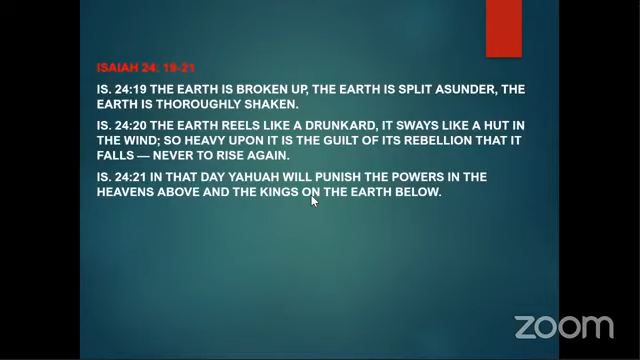 ISAIAH 24: 19-21
IS. 24:19 THE EARTH IS BROKEN UP, THE EARTH IS SPLIT ASUNDER, THE
EARTH IS THOROUGHLY SHAKEN.
IS. 24:20 THE EARTH REELS LIKE A DRUNKARD, IT SWAYS LIKE A HUT IN
THE WIND; SO HEAVY UPON IT IS THE GUILT OF ITS REBELLION THAT IT
FALLS — NEVER TO RISE AGAIN.
IS. 24:21 IN THAT DAY YAHUAH WILL PUNISH THE POWERS IN THE
HEAVENS ABOVE AND THE KINGS ON THE EARTH BELOW.
zoom